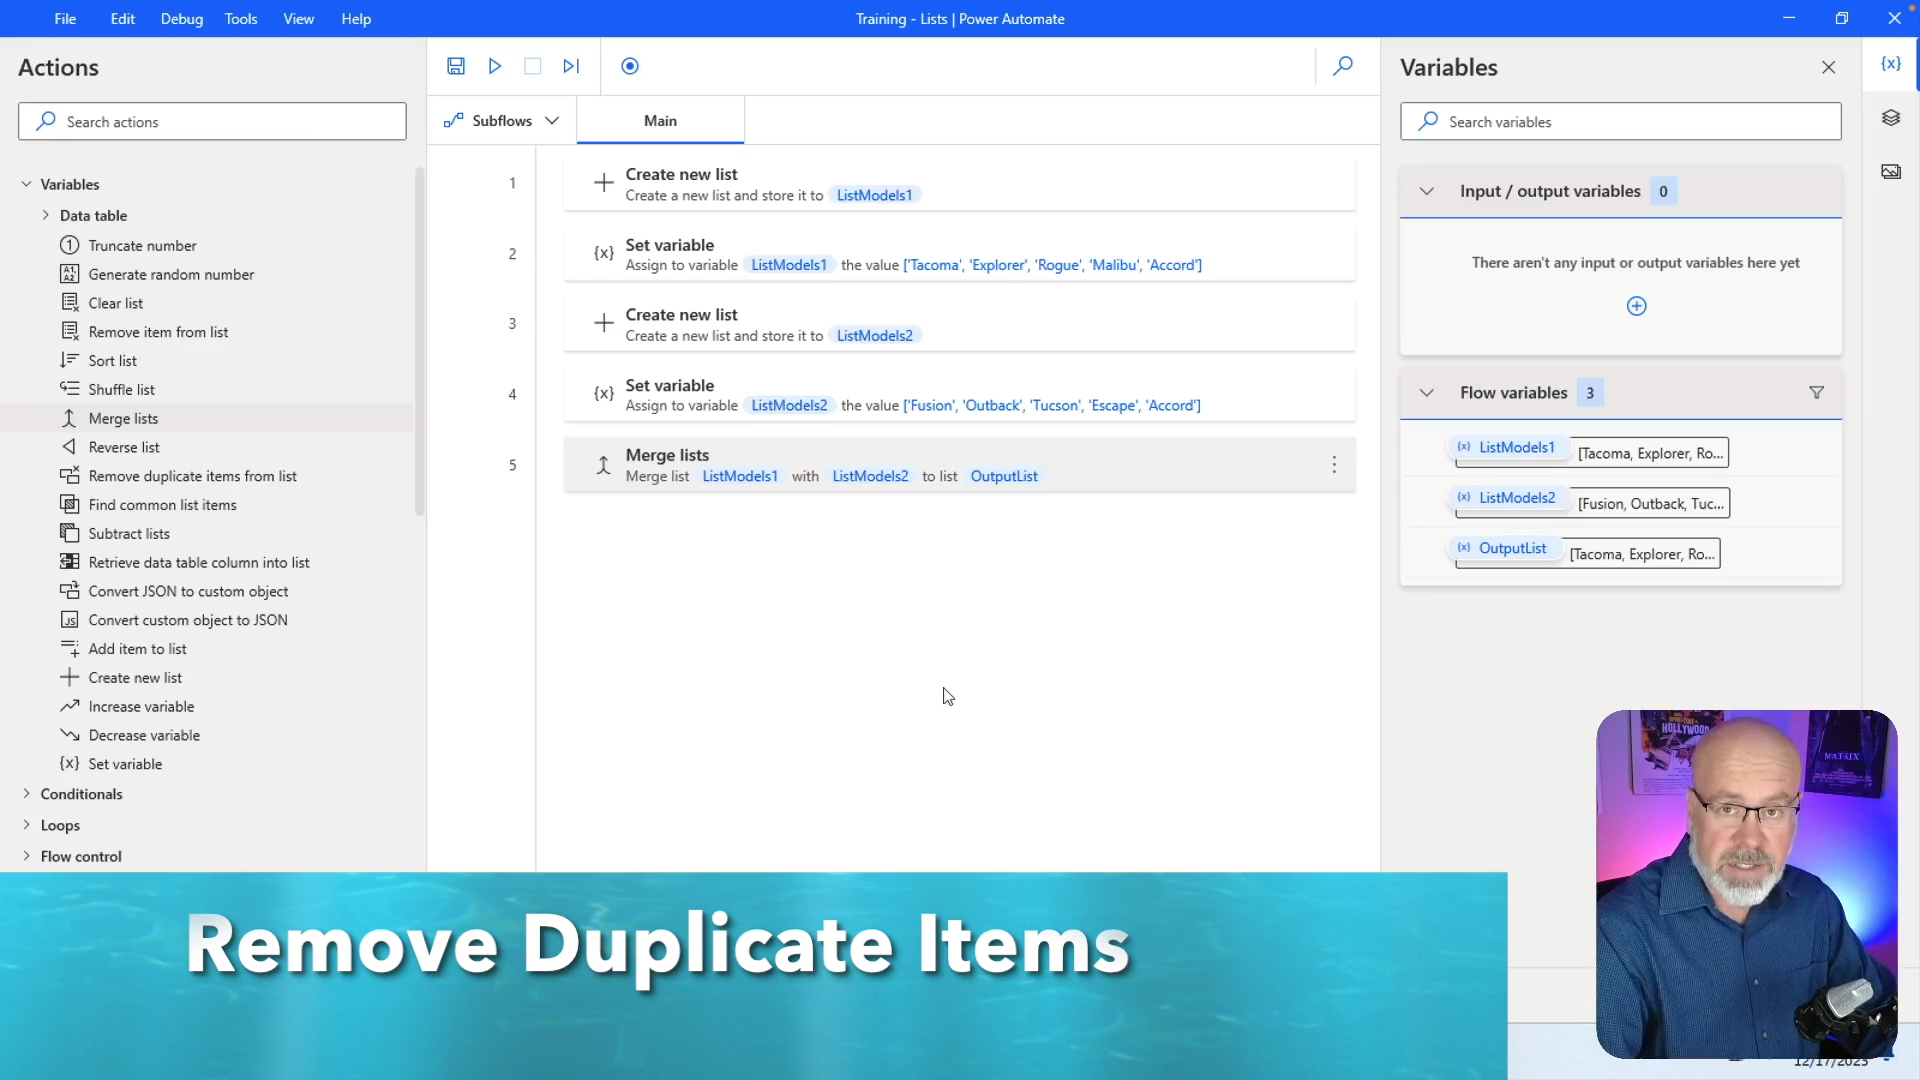 File Edit Debug Tools View Help
Training - Lists | Power Automate
Actions
Search actions
Variables
Data table
Truncate number
Generate random number
Clear list
Remove item from list
Sort list
Shuffle list
Merge lists
Reverse list
Remove duplicate items from list
Find common list items
Subtract lists
Retrieve data table column into list
Convert JSON to custom object
Convert custom object to JSON
Add item to list
Create new list
Increase variable
Decrease variable
{x} Set variable
Conditionals
Loops
Flow control
Subflows
Main
1
Create new list
Create a new list and store it to ListModels1
2
{x} Set variable
Assign to variable ListModels1 the value ['Tacoma', 'Explorer', 'Rogue', 'Malibu', 'Accord']
3
Create new list
Create a new list and store it to ListModels2
4
{x} Set variable
Assign to variable ListModels2 the value ['Fusion', 'Outback', 'Tucson', 'Escape', 'Accord']
5
Merge lists
Merge list ListModels1 with ListModels2 to list OutputList
Variables
{x}
Search variables
Input / output variables 0
There aren't any input or output variables here yet
Flow variables 3
(x) ListModels1 [Tacoma, Explorer, Ro...
(x) ListModels2 [Fusion, Outback, Tuc...
(x) OutputList [Tacoma, Explorer, Ro...
Remove Duplicate Items
HOLLYWOOD
MATRIX
12/17/2023